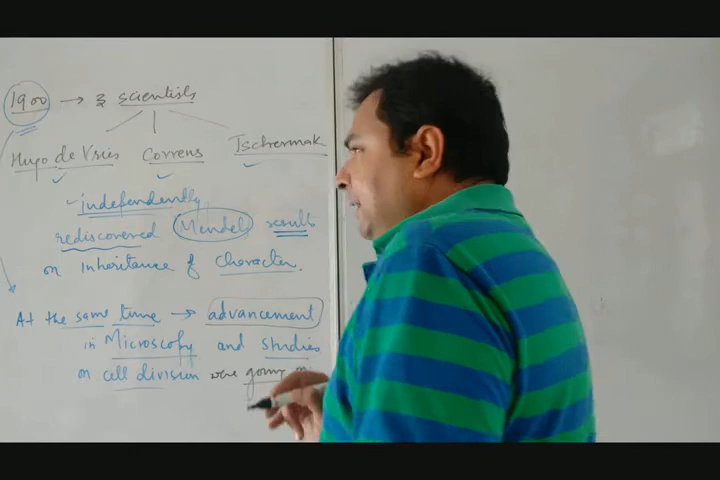 1900 → 3 scientists
Hugo de Vries Correns Tschermak
independently
rediscovered Mendel results
on inheritance of character.
At the same time → advancement
in Microscopy and studies
on cell division were going on